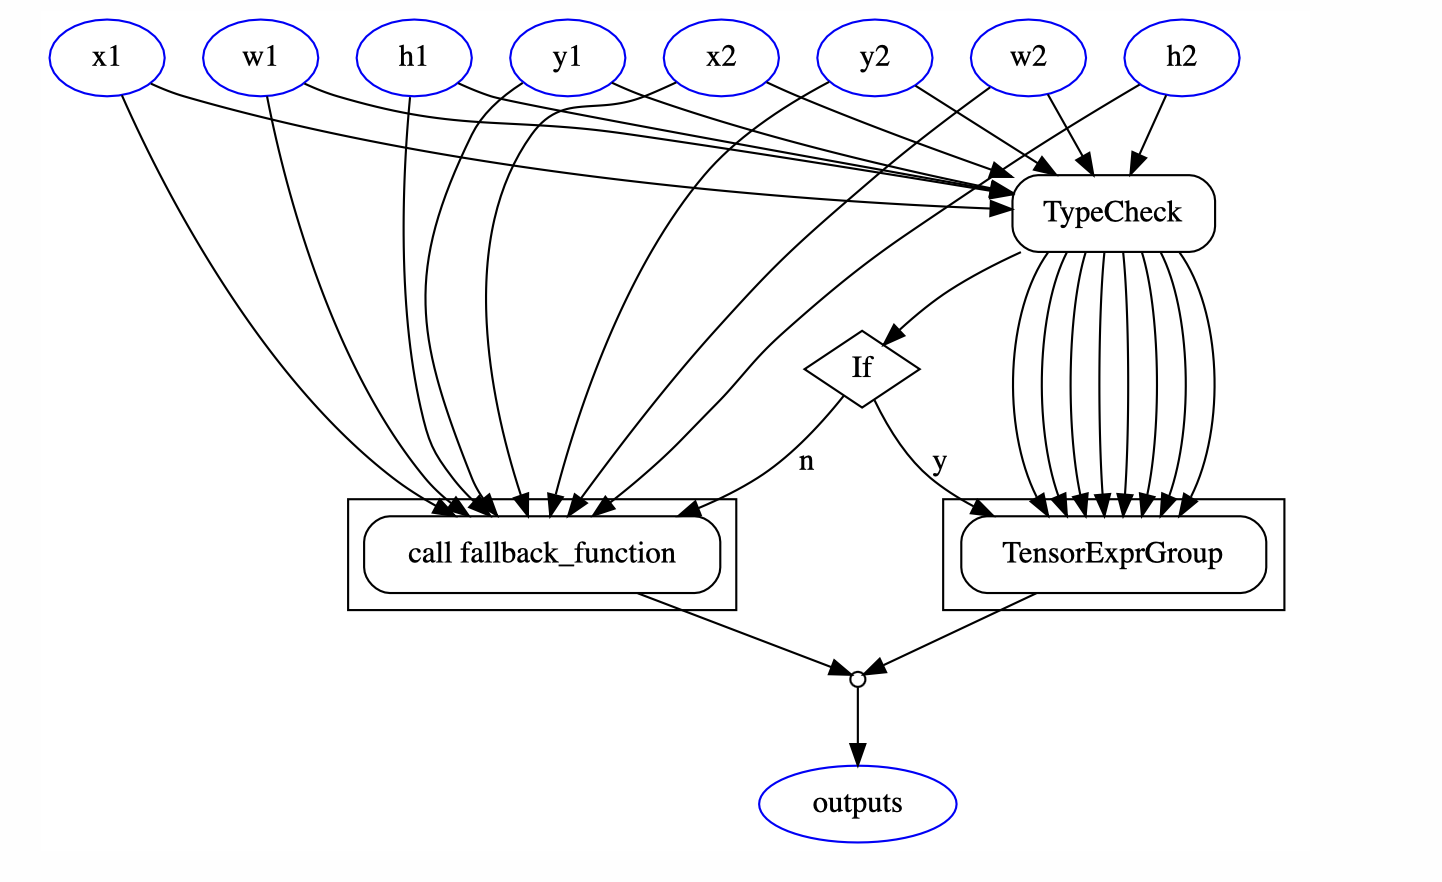 x1
w1
h1
y1
x2
y2
w2
h2
TypeCheck
If
n
y
call fallback_function
TensorExprGroup
outputs